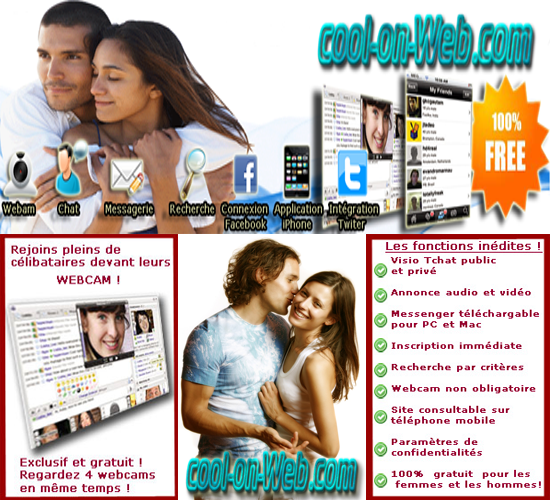 cool-on-Web.com
My Friends
100%
FREE
Webam
Chat
Messagerie
Recherche
Connexion
Facebook
Application
iPhone
Intégration
Twiter
Rejoins pleins de
célibataires devant leurs
WEBCAM !
Exclusif et gratuit !
Regardez 4 webcams
en même temps !
cool-on-Web.com
Les fonctions inédites !
Visio Tchat public
et privé
Annonce audio et vidéo
Messenger téléchargable
pour PC et Mac
Inscription immédiate
Recherche par critères
Webcam non obligatoire
Site consultable sur
téléphone mobile
Paramètres de
confidentialités
100% gratuit pour les
femmes et les hommes!